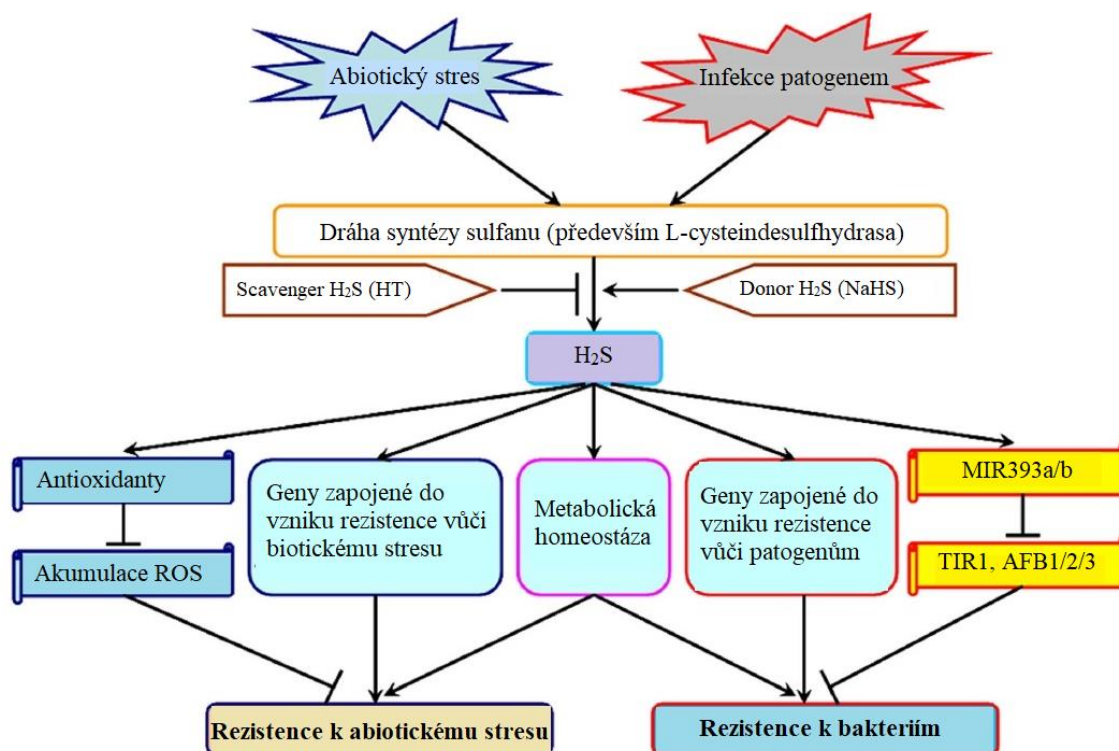 Abiotický stres
Infekce patogenem
Dráha syntézy sulfanu (především L-cysteindesulfhydrasa)
Scavenger H₂S (HT)
Donor H₂S (NaHS)
H₂S
Antioxidanty
Akumulace ROS
Geny zapojené do
vzniku rezistence vůči
biotickému stresu
Metabolická
homeostáza
Geny zapojené do
vzniku rezistence
vůči patogenům
MIR393a/b
TIR1, AFB1/2/3
Rezistence k abiotickému stresu
Rezistence k bakteriím